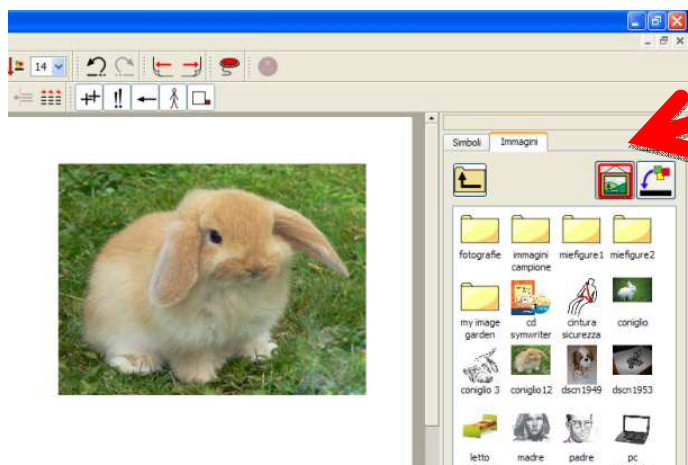 14
Simboli Immagini
fotografie immagini campione miefigure1 miefigure2
my image garden cd symwriter cintura sicurezza coniglio
coniglio 3 coniglio12 dscn1949 dscn1953
letto madre padre pc